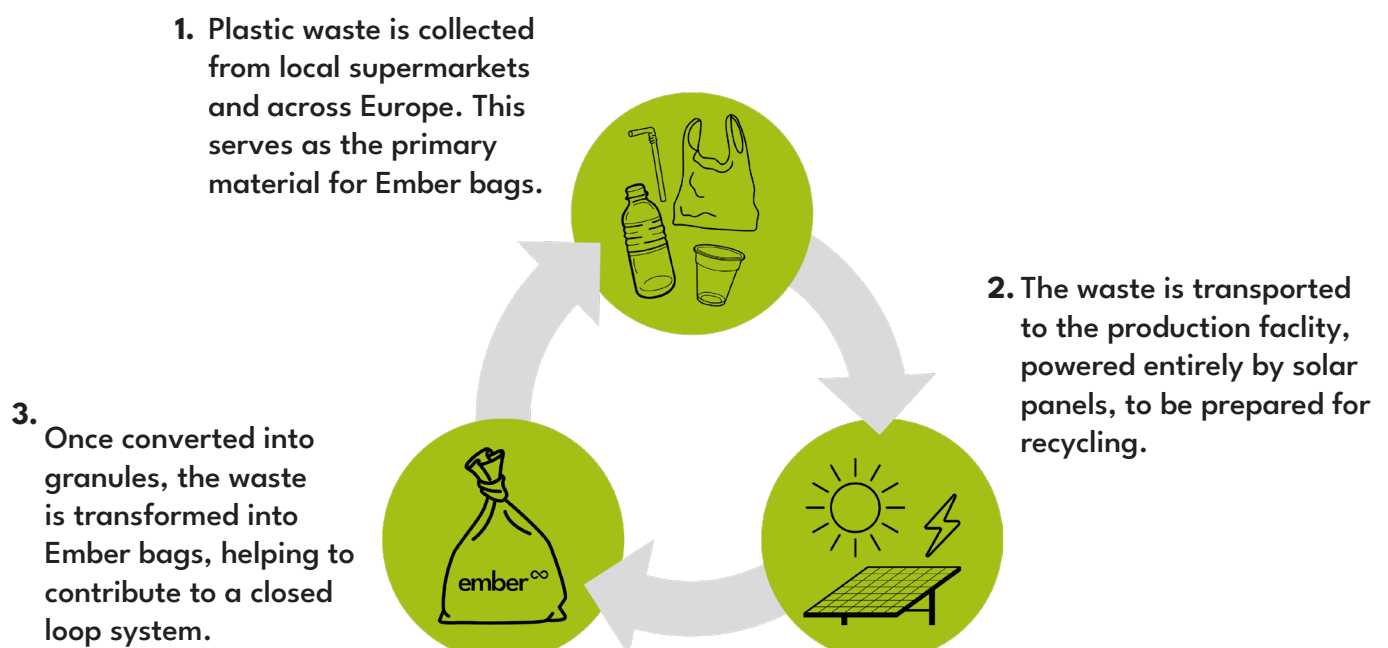 1. Plastic waste is collected
from local supermarkets
and across Europe. This
serves as the primary
material for Ember bags.
2. The waste is transported
to the production faclity,
powered entirely by solar
panels, to be prepared for
recycling.
3.
Once converted into
granules, the waste
is transformed into
Ember bags, helping to
contribute to a closed
loop system.
ember∞